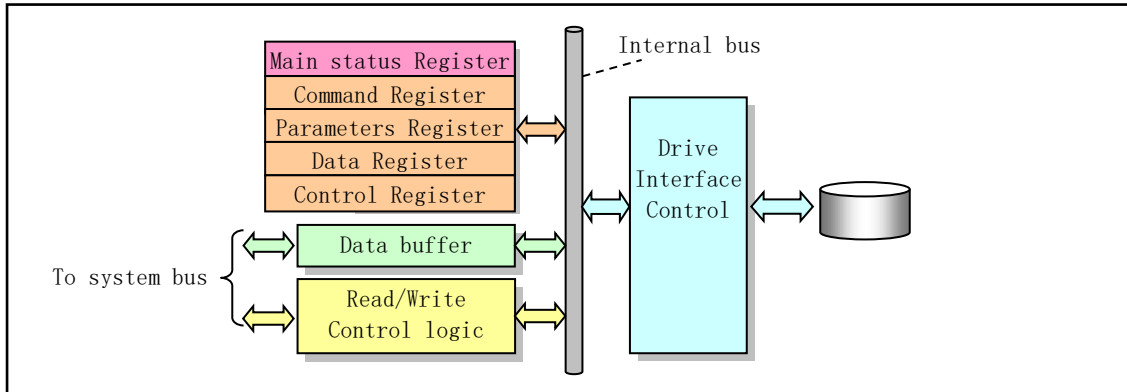 Main status Register
Command Register
Parameters Register
Data Register
Control Register
Data buffer
Read/Write
Control logic
To system bus
Internal bus
Drive
Interface
Control